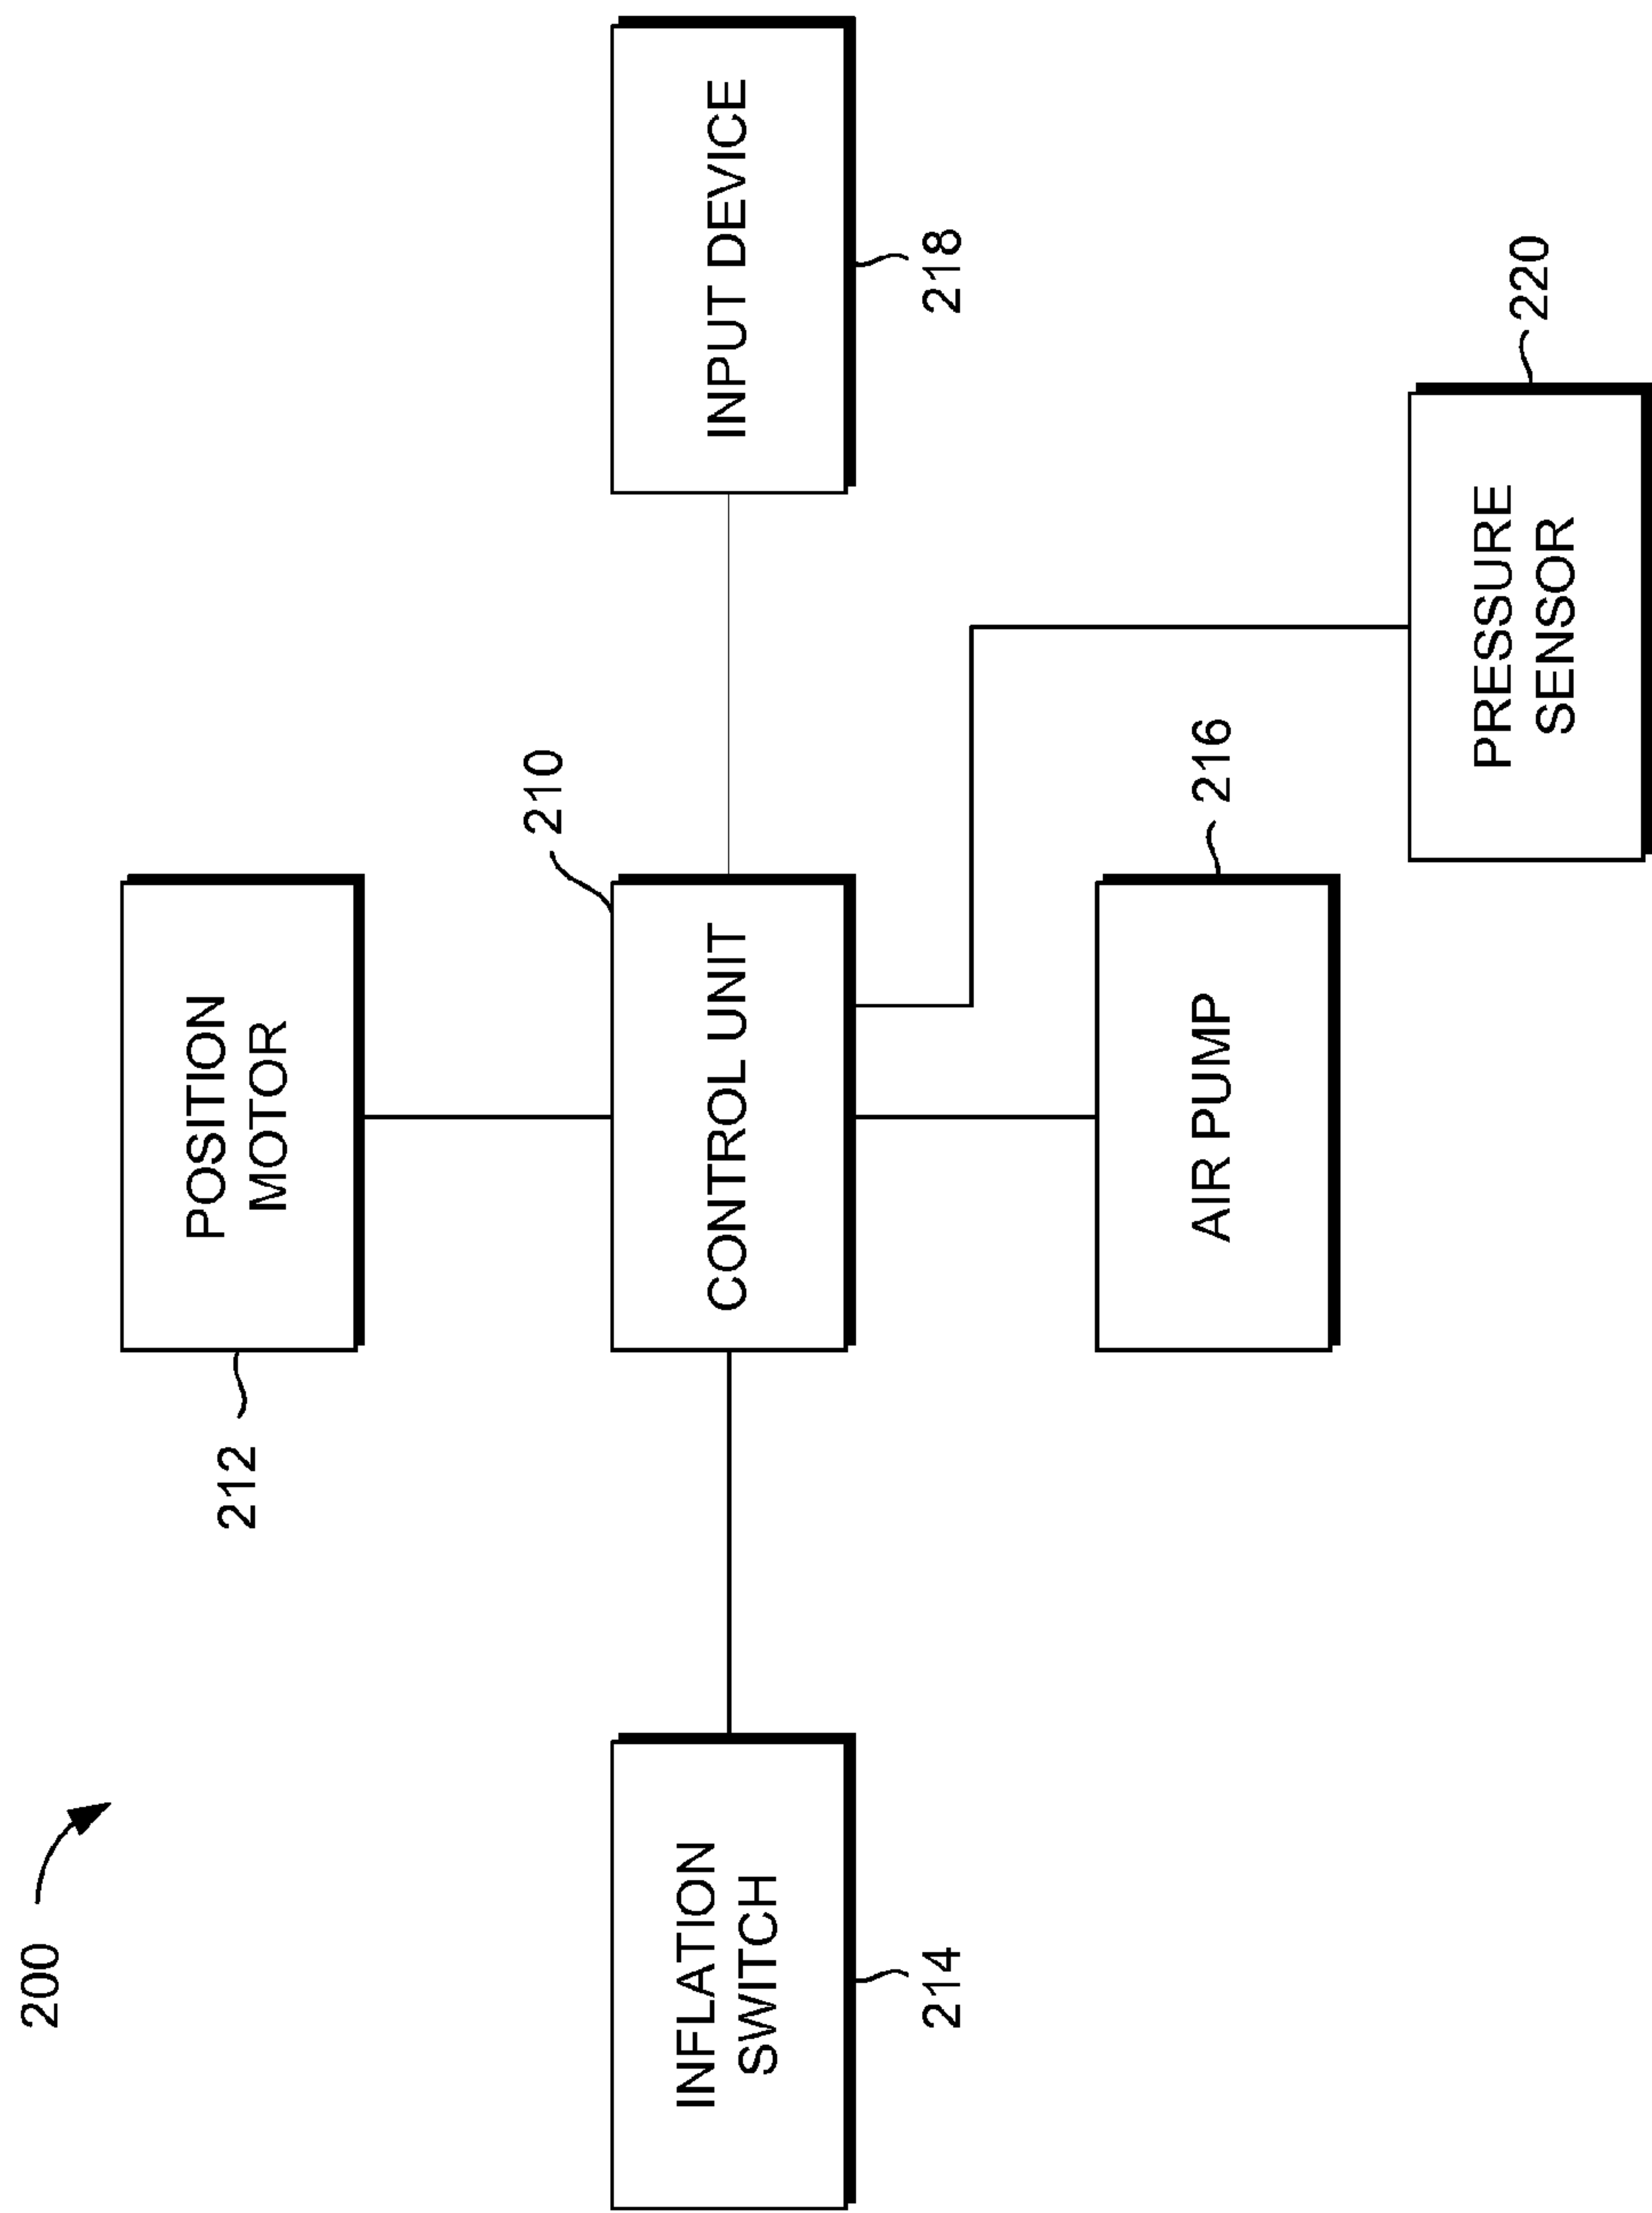 200
POSITION
MOTOR
212
210
INFLATION
SWITCH
214
CONTROL UNIT
INPUT DEVICE
218
AIR PUMP
216
PRESSURE
SENSOR
220